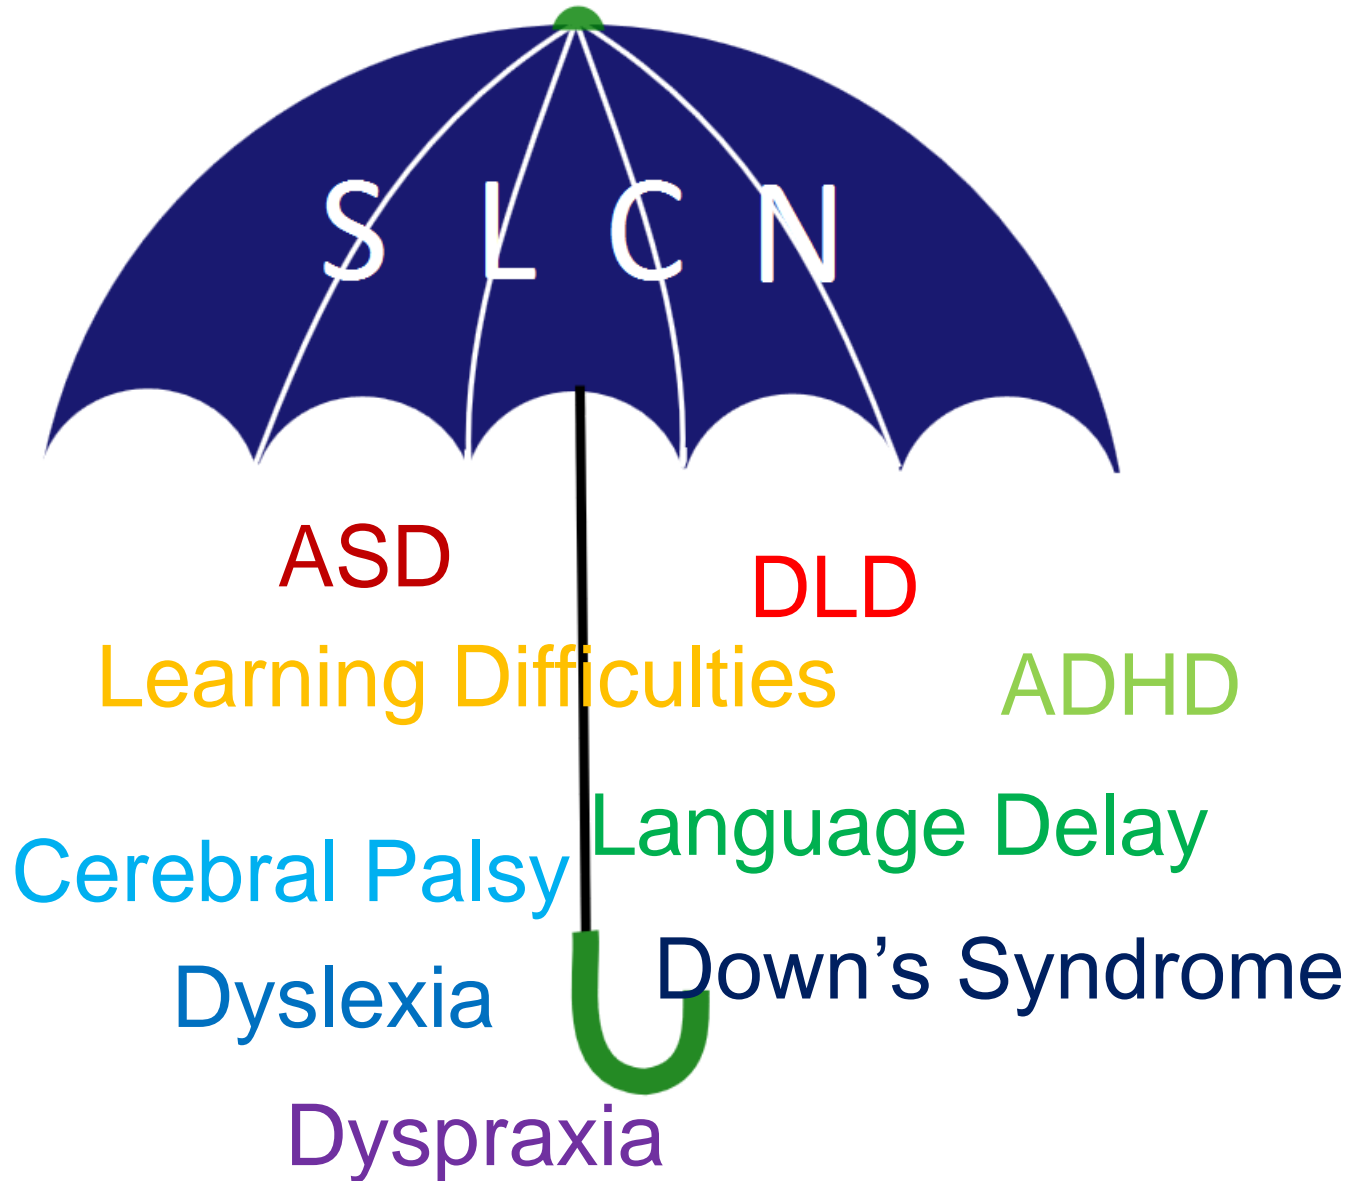 S L C N
ASD
DLD
Learning Difficulties
ADHD
Language Delay
Cerebral Palsy
Down’s Syndrome
Dyslexia
Dyspraxia